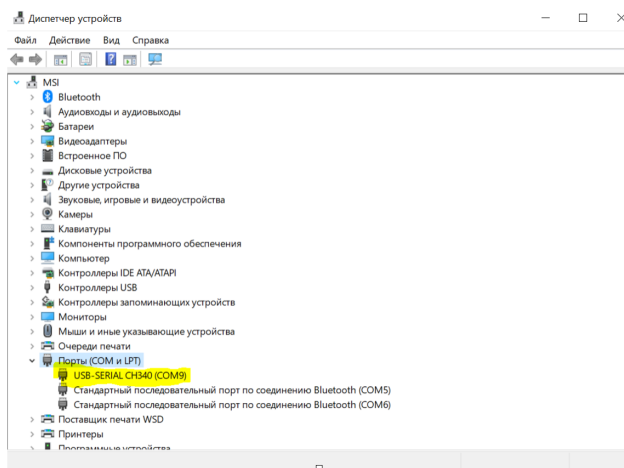 Диспетчер устройств
Файл Действие Вид Справка
MSI
Bluetooth
Аудиовходы и аудиовыходы
Батареи
Видеоадаптеры
Встроенное ПО
Дисковые устройства
Другие устройства
Звуковые, игровые и видеоустройства
Камеры
Клавиатуры
Компоненты программного обеспечения
Компьютер
Контроллеры IDE ATA/ATAPI
Контроллеры USB
Контроллеры запоминающих устройств
Мониторы
Мыши и иные указывающие устройства
Очереди печати
Порты (COM и LPT)
USB-SERIAL CH340 (COM9)
Стандартный последовательный порт по соединению Bluetooth (COM5)
Стандартный последовательный порт по соединению Bluetooth (COM6)
Поставщик печати WSD
Принтеры
Программные устройства